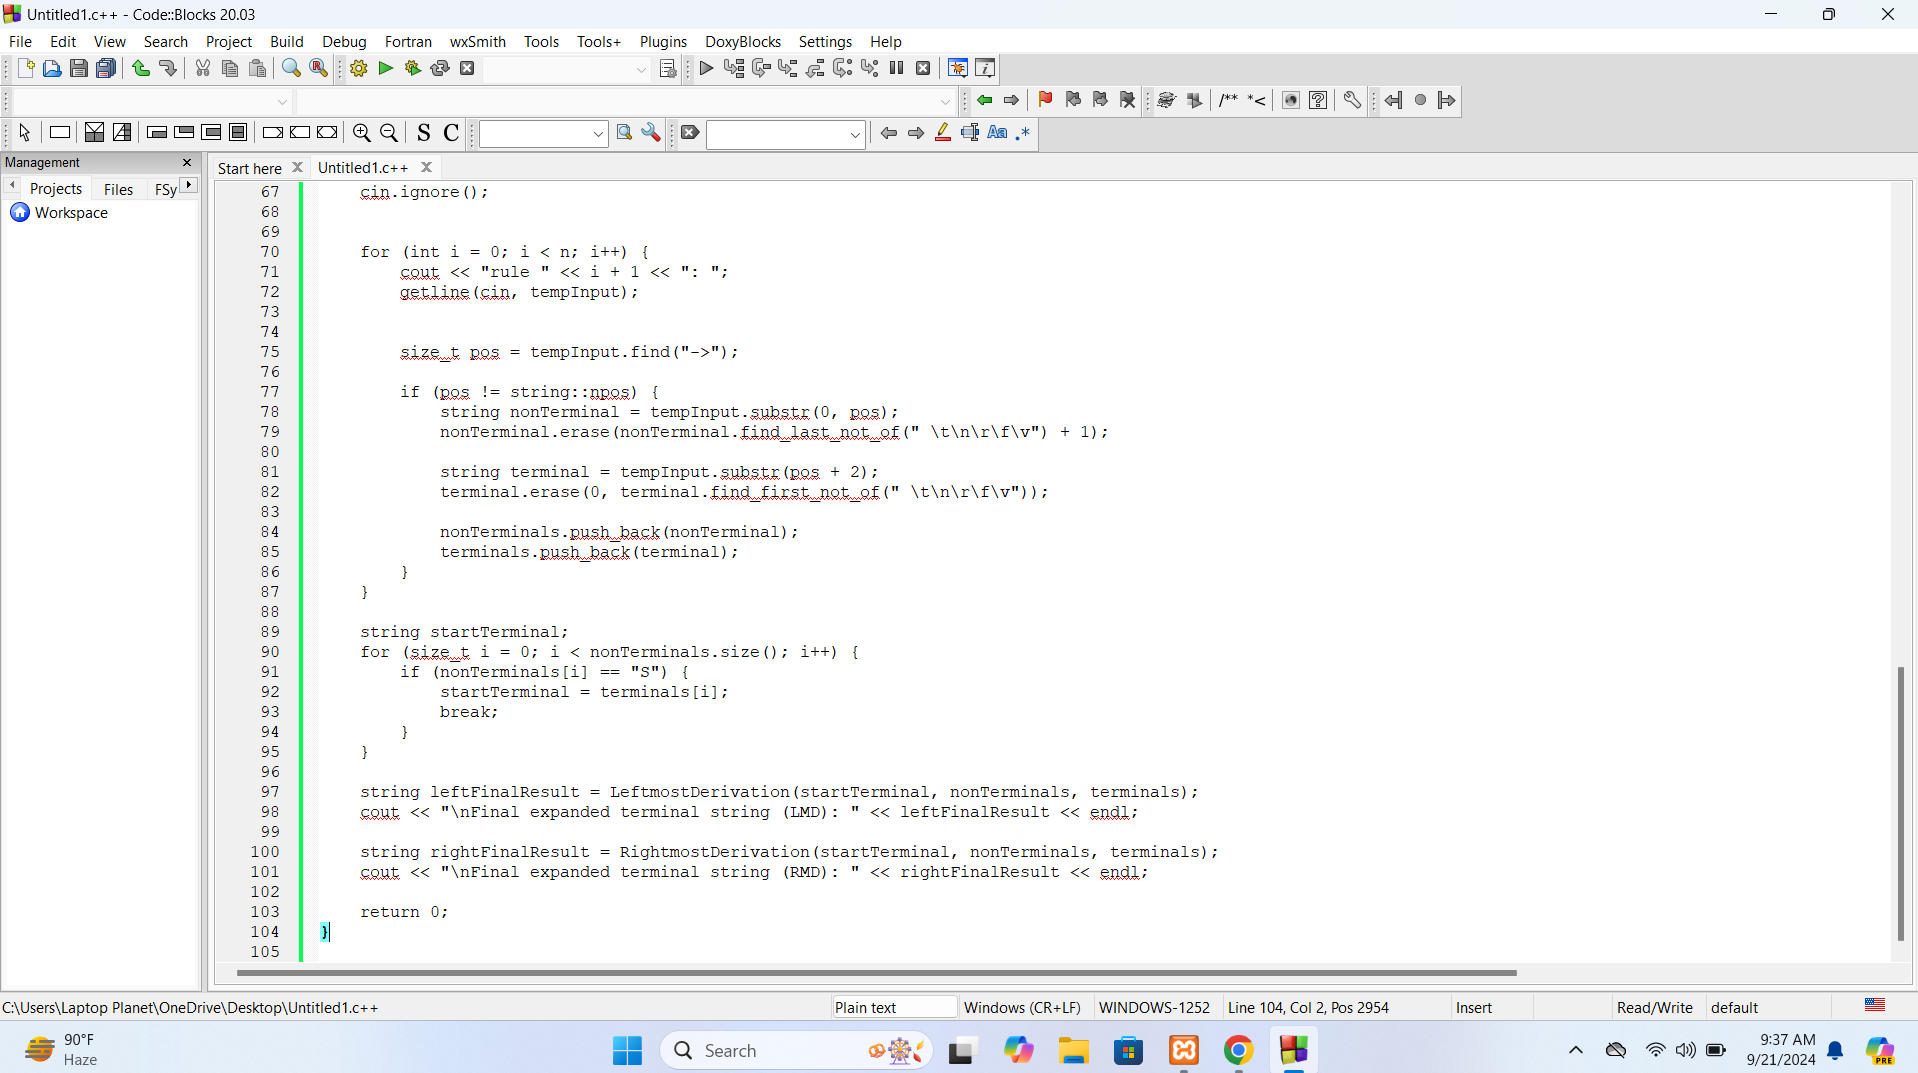 Untitled1.c++ - Code::Blocks 20.03
File Edit View Search Project Build Debug Fortran wxSmith Tools Tools+ Plugins DoxyBlocks Settings Help
/** *<
S C
Aa .*
Management
Start here Untitled1.c++
Projects Files FSy
Workspace
67 cin.ignore();
68
69
70 for (int i = 0; i < n; i++) {
71 cout << "rule " << i + 1 << ": ";
72 getline(cin, tempInput);
73
74
75 size_t pos = tempInput.find("->");
76
77 if (pos != string::npos) {
78 string nonTerminal = tempInput.substr(0, pos);
79 nonTerminal.erase(nonTerminal.find_last_not_of(" \t\n\r\f\v") + 1);
80
81 string terminal = tempInput.substr(pos + 2);
82 terminal.erase(0, terminal.find_first_not_of(" \t\n\r\f\v"));
83
84 nonTerminals.push_back(nonTerminal);
85 terminals.push_back(terminal);
86 }
87 }
88
89 string startTerminal;
90 for (size_t i = 0; i < nonTerminals.size(); i++) {
91 if (nonTerminals[i] == "S") {
92 startTerminal = terminals[i];
93 break;
94 }
95 }
96
97 string leftFinalResult = LeftmostDerivation(startTerminal, nonTerminals, terminals);
98 cout << "\nFinal expanded terminal string (LMD): " << leftFinalResult << endl;
99
100 string rightFinalResult = RightmostDerivation(startTerminal, nonTerminals, terminals);
101 cout << "\nFinal expanded terminal string (RMD): " << rightFinalResult << endl;
102
103 return 0;
104 }
105
C:\Users\Laptop Planet\OneDrive\Desktop\Untitled1.c++ Plain text Windows (CR+LF) WINDOWS-1252 Line 104, Col 2, Pos 2954 Insert Read/Write default
90°F
Haze
Search
PRE
9:37 AM
9/21/2024